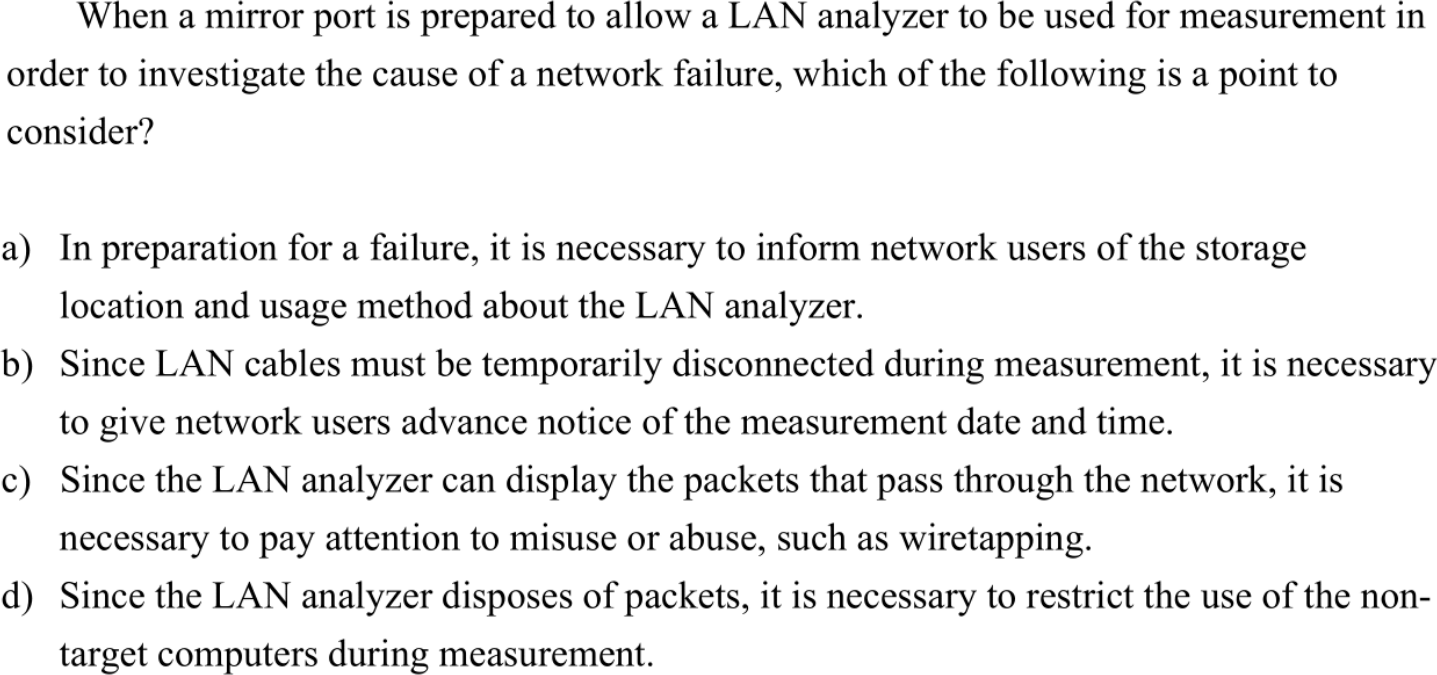 When a mirror port is prepared to allow a LAN analyzer to be used for measurement in
order to investigate the cause of a network failure, which of the following is a point to
consider?
a) In preparation for a failure, it is necessary to inform network users of the storage
location and usage method about the LAN analyzer.
b) Since LAN cables must be temporarily disconnected during measurement, it is necessary
to give network users advance notice of the measurement date and time.
c) Since the LAN analyzer can display the packets that pass through the network, it is
necessary to pay attention to misuse or abuse, such as wiretapping.
d) Since the LAN analyzer disposes of packets, it is necessary to restrict the use of the non-
target computers during measurement.